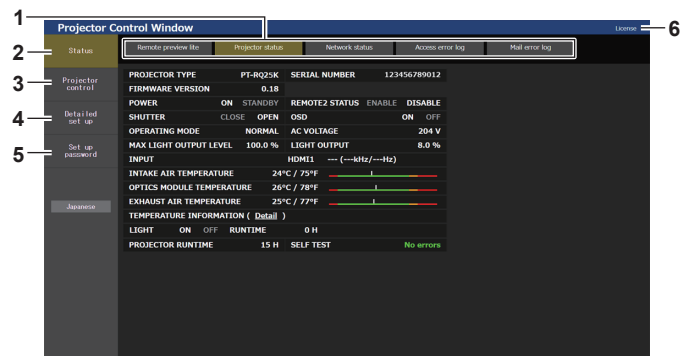 1
Projector Control Window
License
6
2
Status
Remote preview lite Projector status Network status Access error log Mail error log
3
Projector
control
4
Detailed
set up
5
Set up
password
Japanese
PROJECTOR TYPE PT-RQ25K SERIAL NUMBER 123456789012
FIRMWARE VERSION 0.18
POWER ON STANDBY REMOTE2 STATUS ENABLE DISABLE
SHUTTER CLOSE OPEN OSD ON OFF
OPERATING MODE NORMAL AC VOLTAGE 204 V
MAX LIGHT OUTPUT LEVEL 100.0 % LIGHT OUTPUT 8.0 %
INPUT HDMI1 --- (---kHz/---Hz)
INTAKE AIR TEMPERATURE 24°C / 75°F
OPTICS MODULE TEMPERATURE 26°C / 78°F
EXHAUST AIR TEMPERATURE 25°C / 77°F
TEMPERATURE INFORMATION ( Detail )
LIGHT ON OFF RUNTIME 0 H
PROJECTOR RUNTIME 15 H SELF TEST No errors